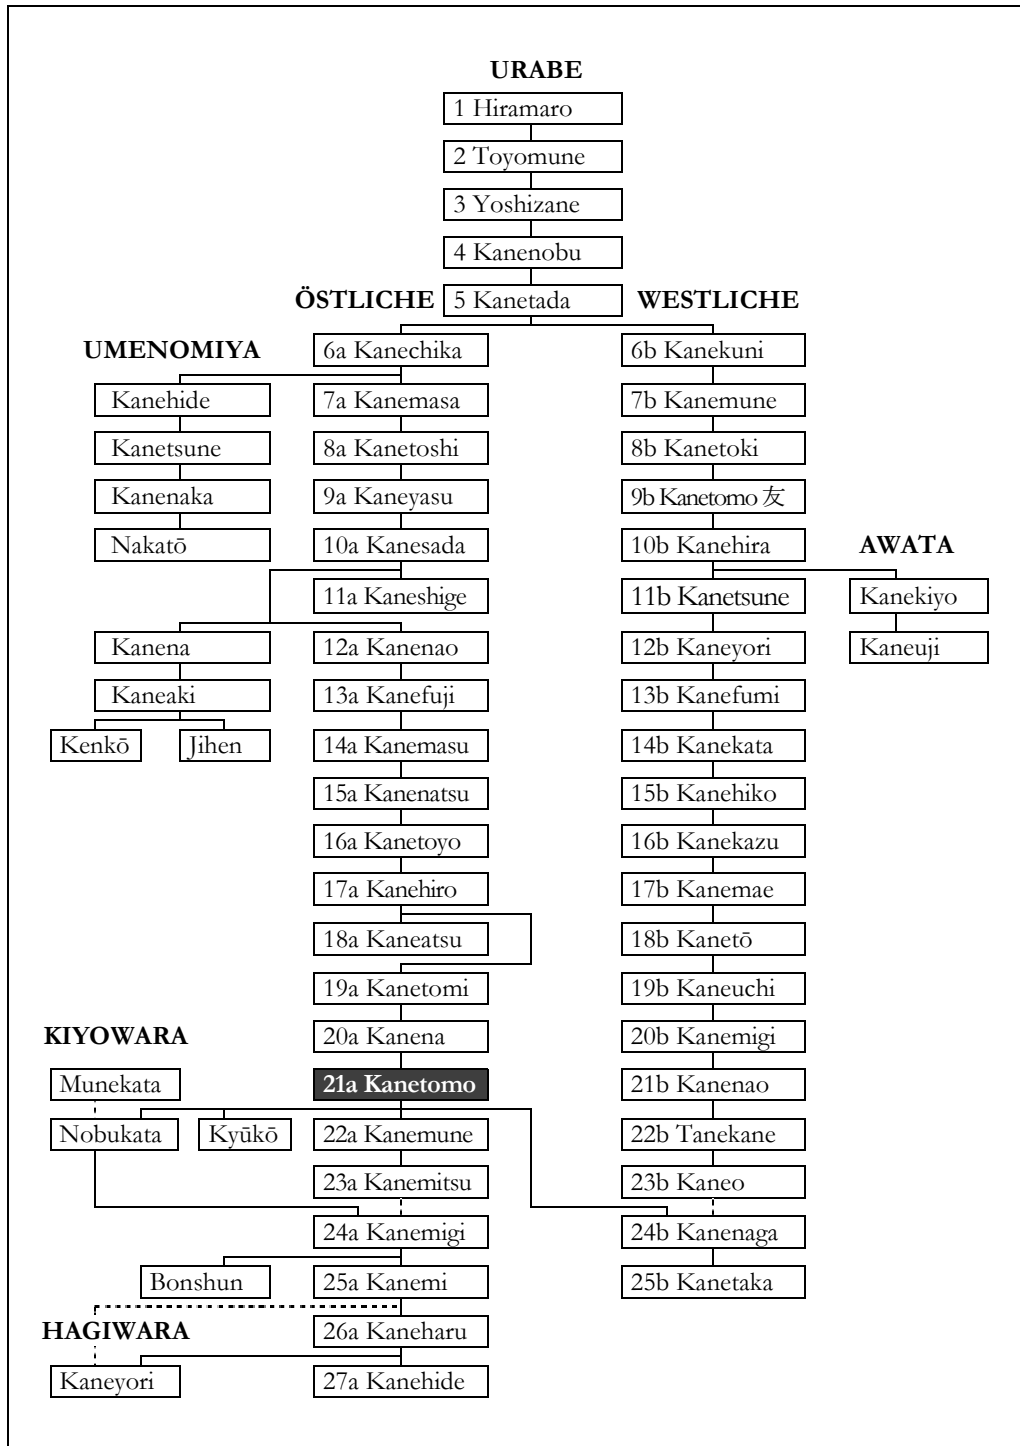 URABE
1 Hiramaro
2 Toyomune
3 Yoshizane
4 Kanenobu
ÖSTLICHE 5 Kanetada WESTLICHE
UMENOMIYA 6a Kanechika 6b Kanekuni
Kanehide 7a Kanemasa 7b Kanemune
Kanetsune 8a Kanetoshi 8b Kanetoki
Kanenaka 9a Kaneyasu 9b Kanetomo 友
Nakatō 10a Kanesada 10b Kanehira AWATA
11a Kaneshige 11b Kanetsune Kanekiyo
Kanena 12a Kanenao 12b Kaneyori Kaneuji
Kaneaki 13a Kanefuji 13b Kanefumi
Kenkō Jihen 14a Kanemasu 14b Kanekata
15a Kanenatsu 15b Kanehiko
16a Kanetoyo 16b Kanekazu
17a Kanehiro 17b Kanemae
18a Kaneatsu 18b Kanetō
19a Kanetomi 19b Kaneuchi
KIYOWARA 20a Kanena 20b Kanemigi
Munekata 21a Kanetomo 21b Kanenao
Nobukata Kyūkō 22a Kanemune 22b Tanekane
23a Kanemitsu 23b Kaneo
24a Kanemigi 24b Kanenaga
Bonshun 25a Kanemi 25b Kanetaka
HAGIWARA 26a Kaneharu
Kaneyori 27a Kanehide